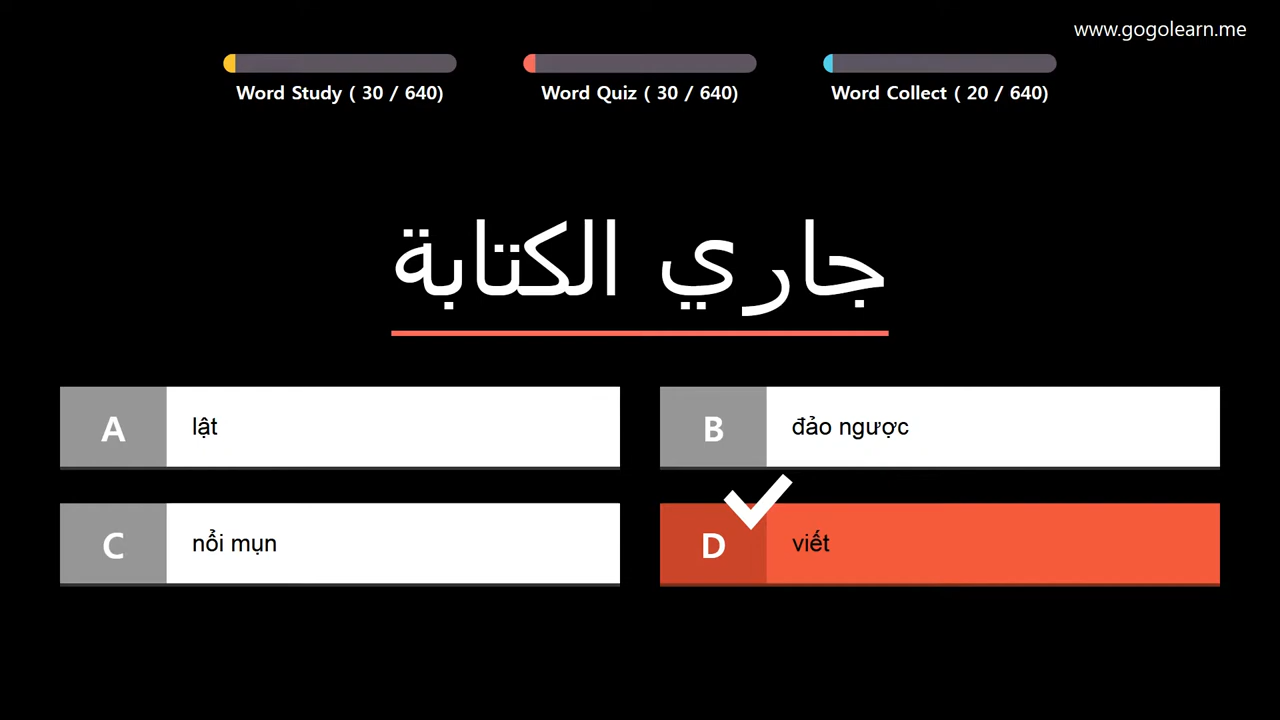 www.gogolearn.me
Word Study ( 30 / 640)
Word Quiz ( 30 / 640)
Word Collect ( 20 / 640)
جاري الكتابة
A lật
B đảo ngược
C nổi mụn
D viết